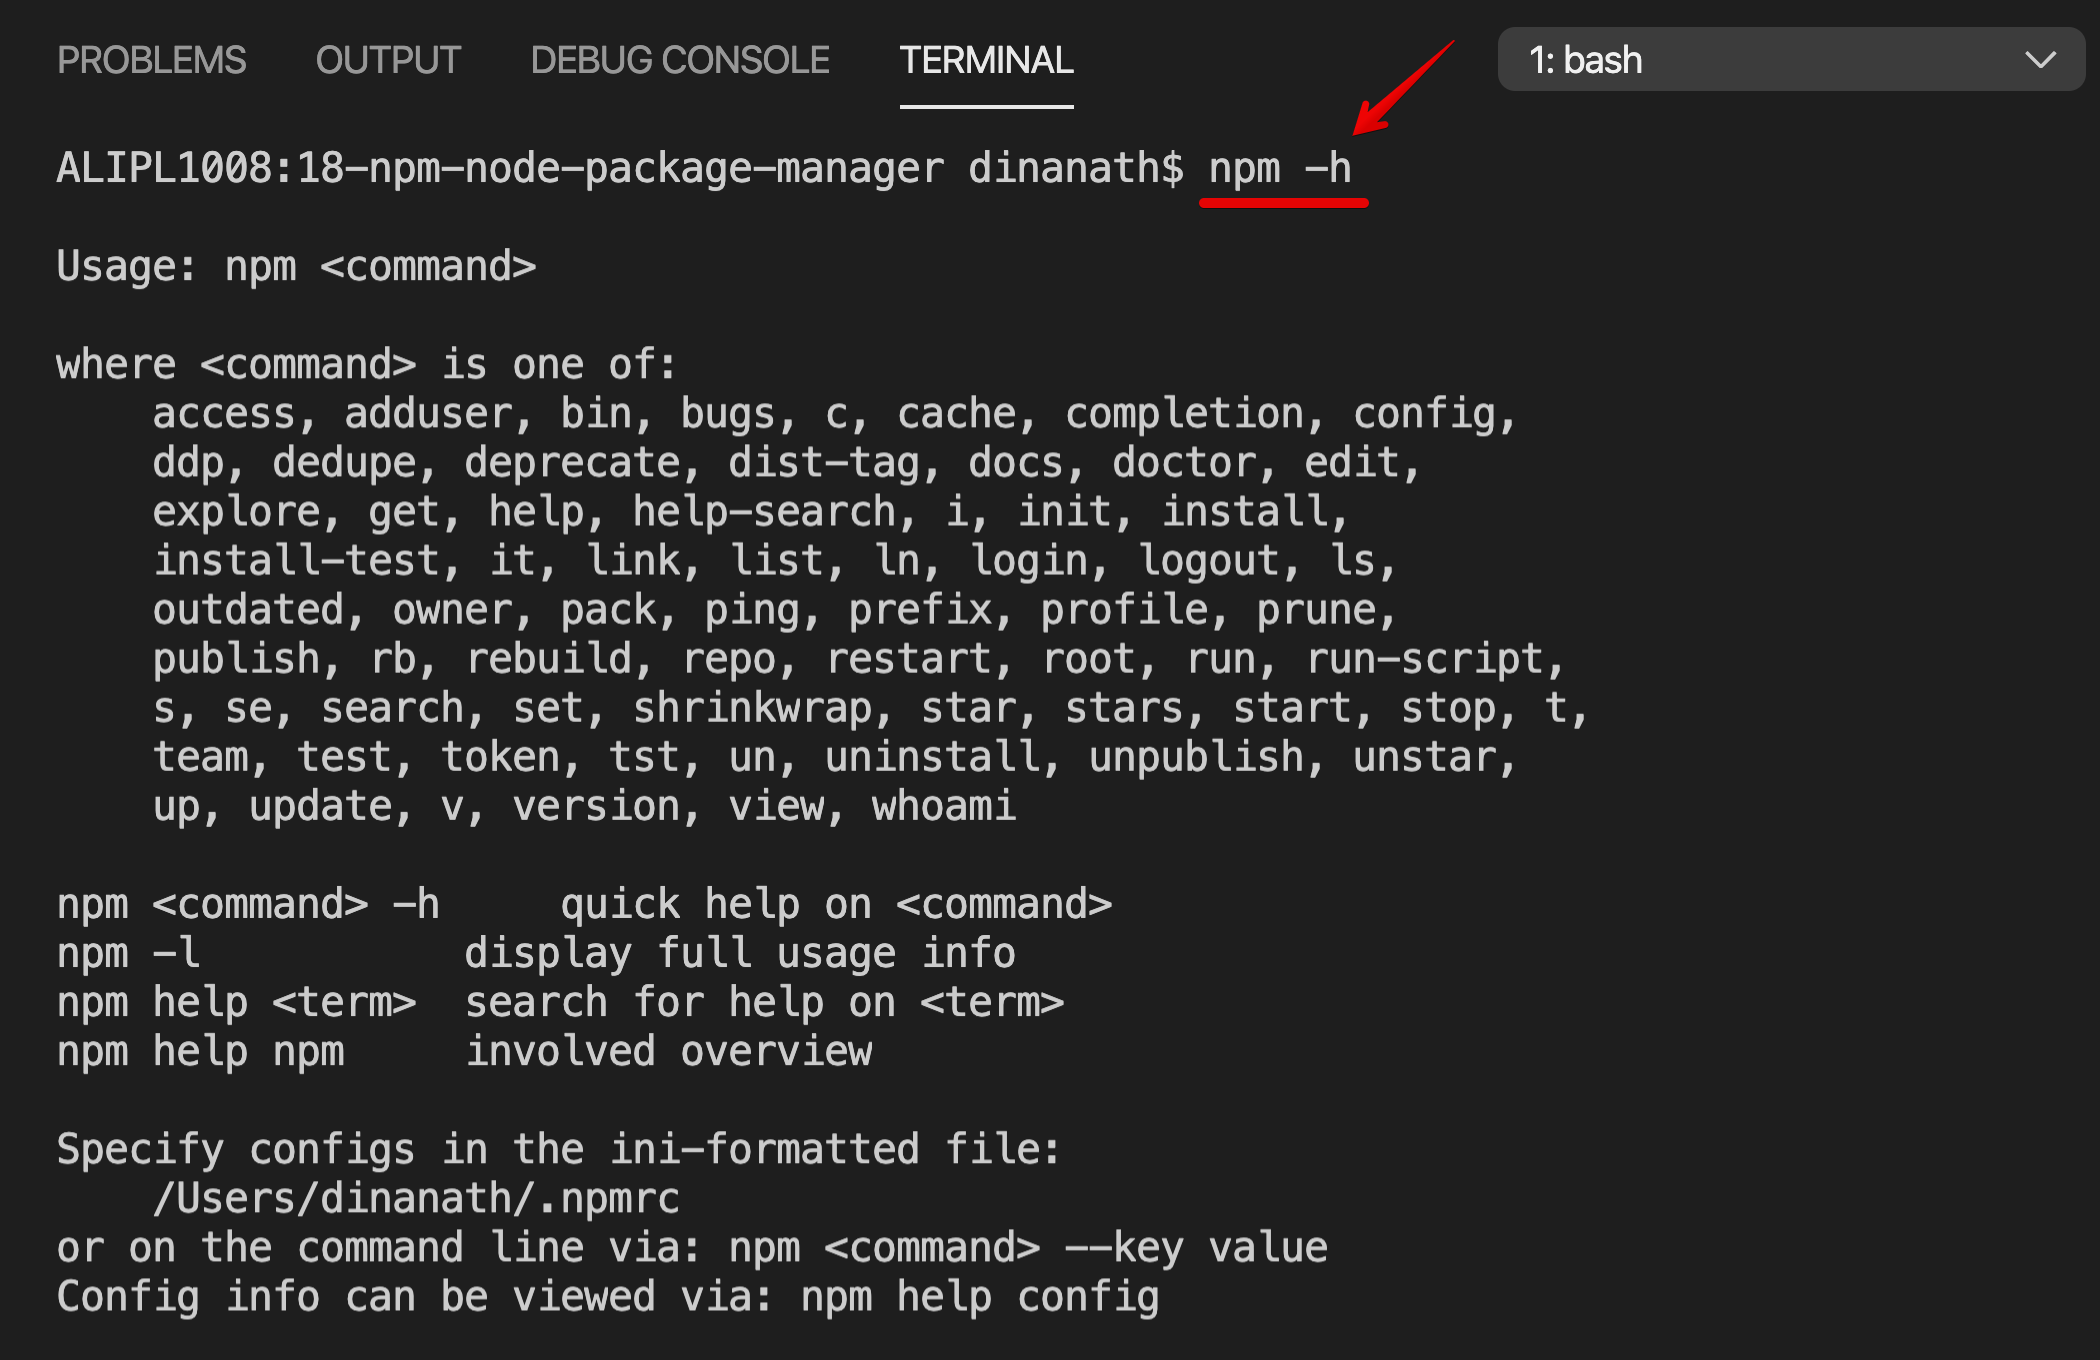 PROBLEMS OUTPUT DEBUG CONSOLE TERMINAL 1: bash
ALIPL1008:18-npm-node-package-manager dinanath$ npm -h
Usage: npm <command>
where <command> is one of:
access, adduser, bin, bugs, c, cache, completion, config,
ddp, dedupe, deprecate, dist-tag, docs, doctor, edit,
explore, get, help, help-search, i, init, install,
install-test, it, link, list, ln, login, logout, ls,
outdated, owner, pack, ping, prefix, profile, prune,
publish, rb, rebuild, repo, restart, root, run, run-script,
s, se, search, set, shrinkwrap, star, stars, start, stop, t,
team, test, token, tst, un, uninstall, unpublish, unstar,
up, update, v, version, view, whoami
npm <command> -h     quick help on <command>
npm -l           display full usage info
npm help <term>  search for help on <term>
npm help npm     involved overview
Specify configs in the ini-formatted file:
/Users/dinanath/.npmrc
or on the command line via: npm <command> --key value
Config info can be viewed via: npm help config